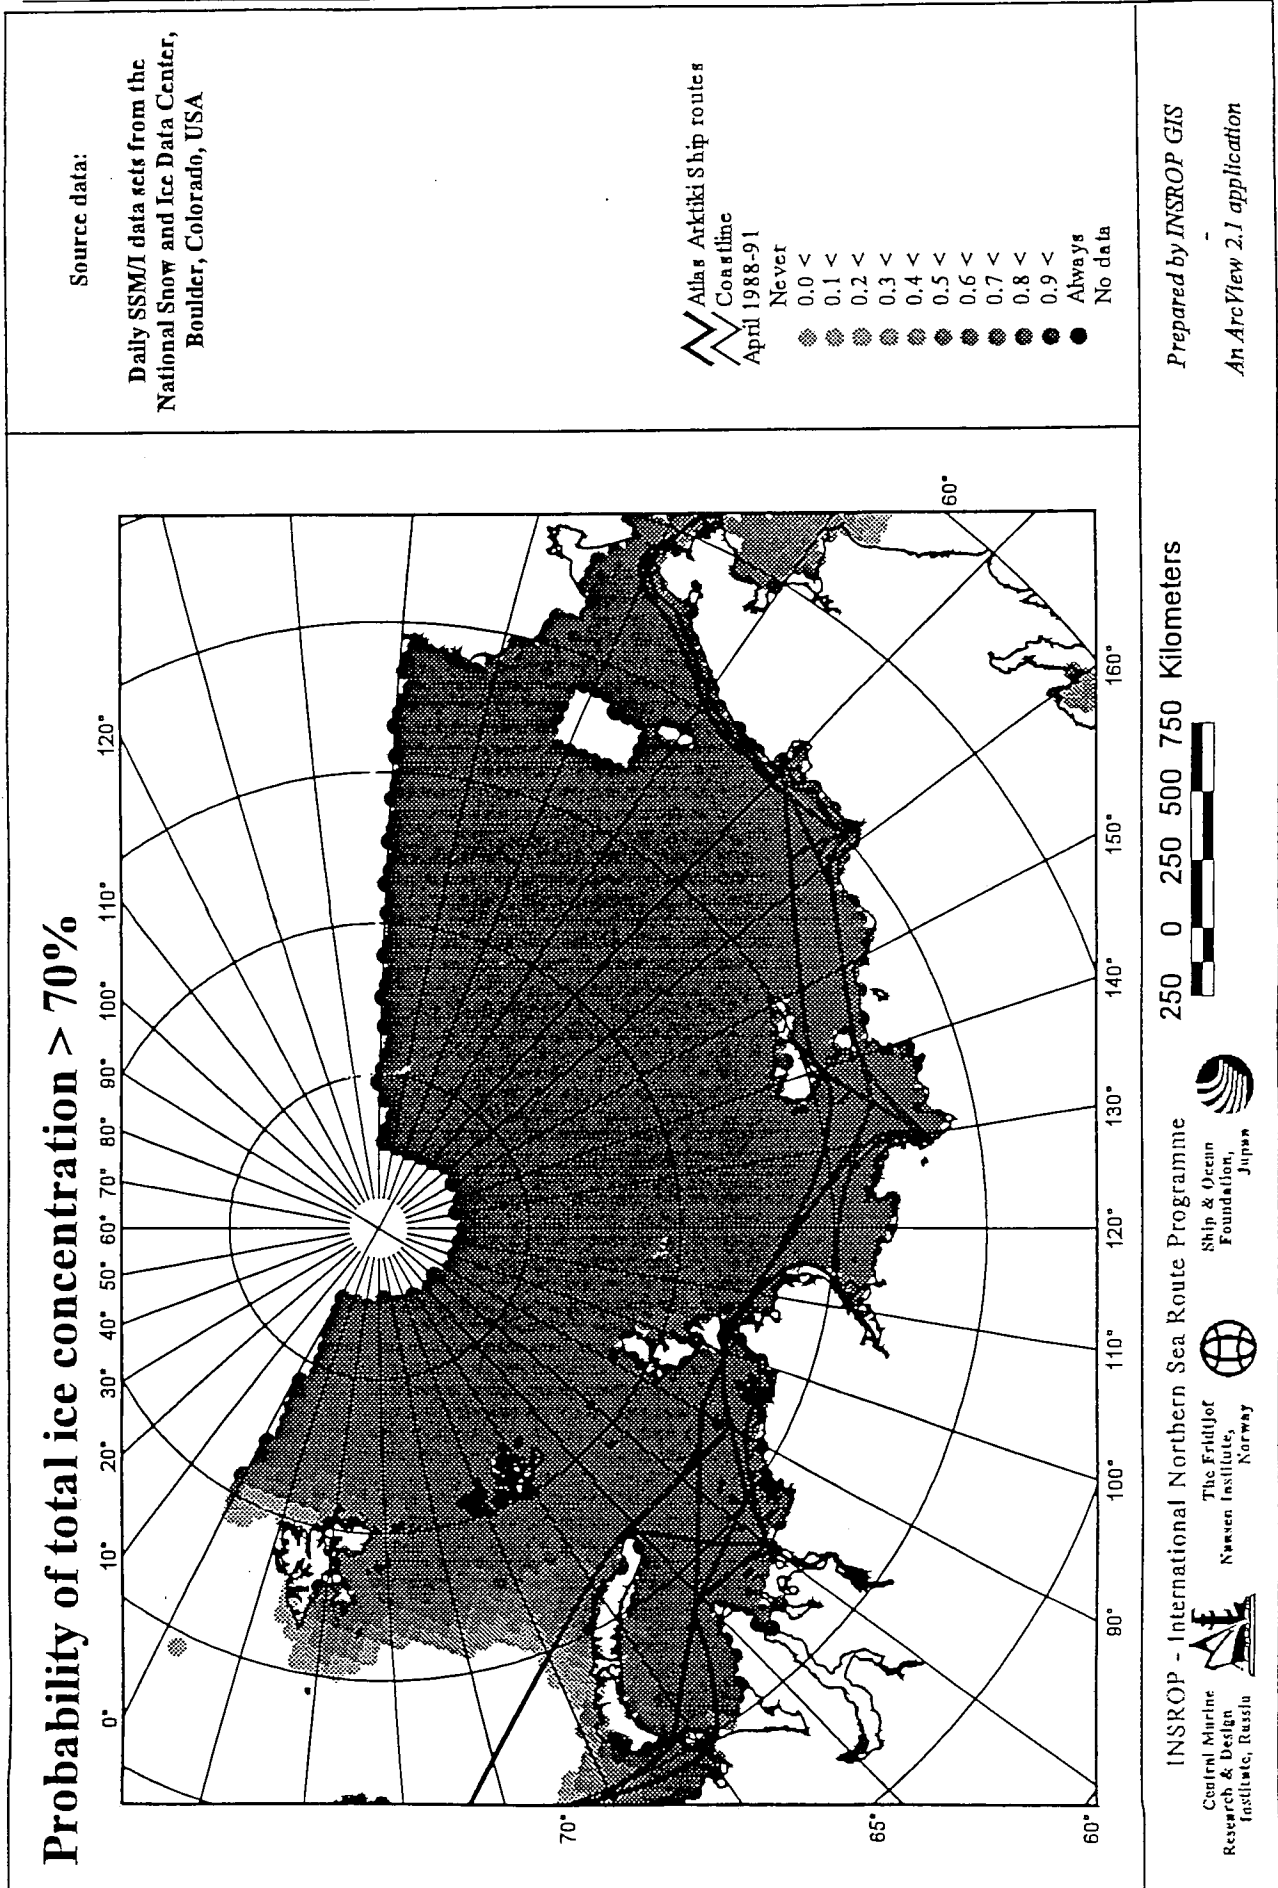 Probability of total ice concentration > 70%
0°
10°
20°
30°
40°
50°
60°
70°
80°
90°
100°
110°
120°
70°
65°
60°
90°
100°
110°
120°
130°
140°
150°
160°
60°
Source data:
Daily SSM/I data sets from the
National Snow and Ice Data Center,
Boulder, Colorado, USA
Atlas Arktiki Ship routes
Coastline
April 1988-91
Never
0.0 <
0.1 <
0.2 <
0.3 <
0.4 <
0.5 <
0.6 <
0.7 <
0.8 <
0.9 <
Always
No data
250 0 250 500 750 Kilometers
INSROP - International Northern Sea Route Programme
Central Marine
Research & Design
Institute, Russia
The Fridtjof
Nansen Institute,
Norway
Ship & Ocean
Foundation,
Japan
Prepared by INSROP GIS
-
An ArcView 2.1 application